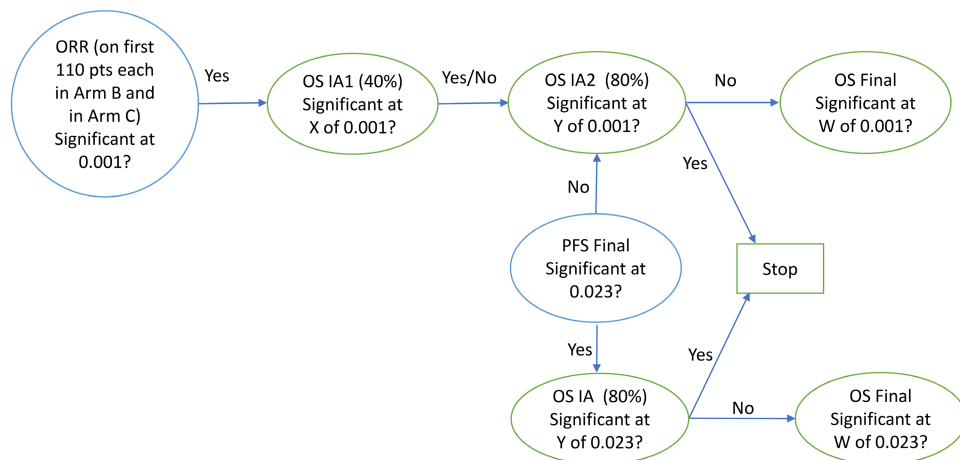 ORR (on first
110 pts each
in Arm B and
in Arm C)
Significant at
0.001?
Yes
OS IA1 (40%)
Significant at
X of 0.001?
Yes/No
OS IA2 (80%)
Significant at
Y of 0.001?
No
OS Final
Significant at
W of 0.001?
Yes
No
PFS Final
Significant at
0.023?
Stop
Yes
Yes
OS IA (80%)
Significant at
Y of 0.023?
No
OS Final
Significant at
W of 0.023?